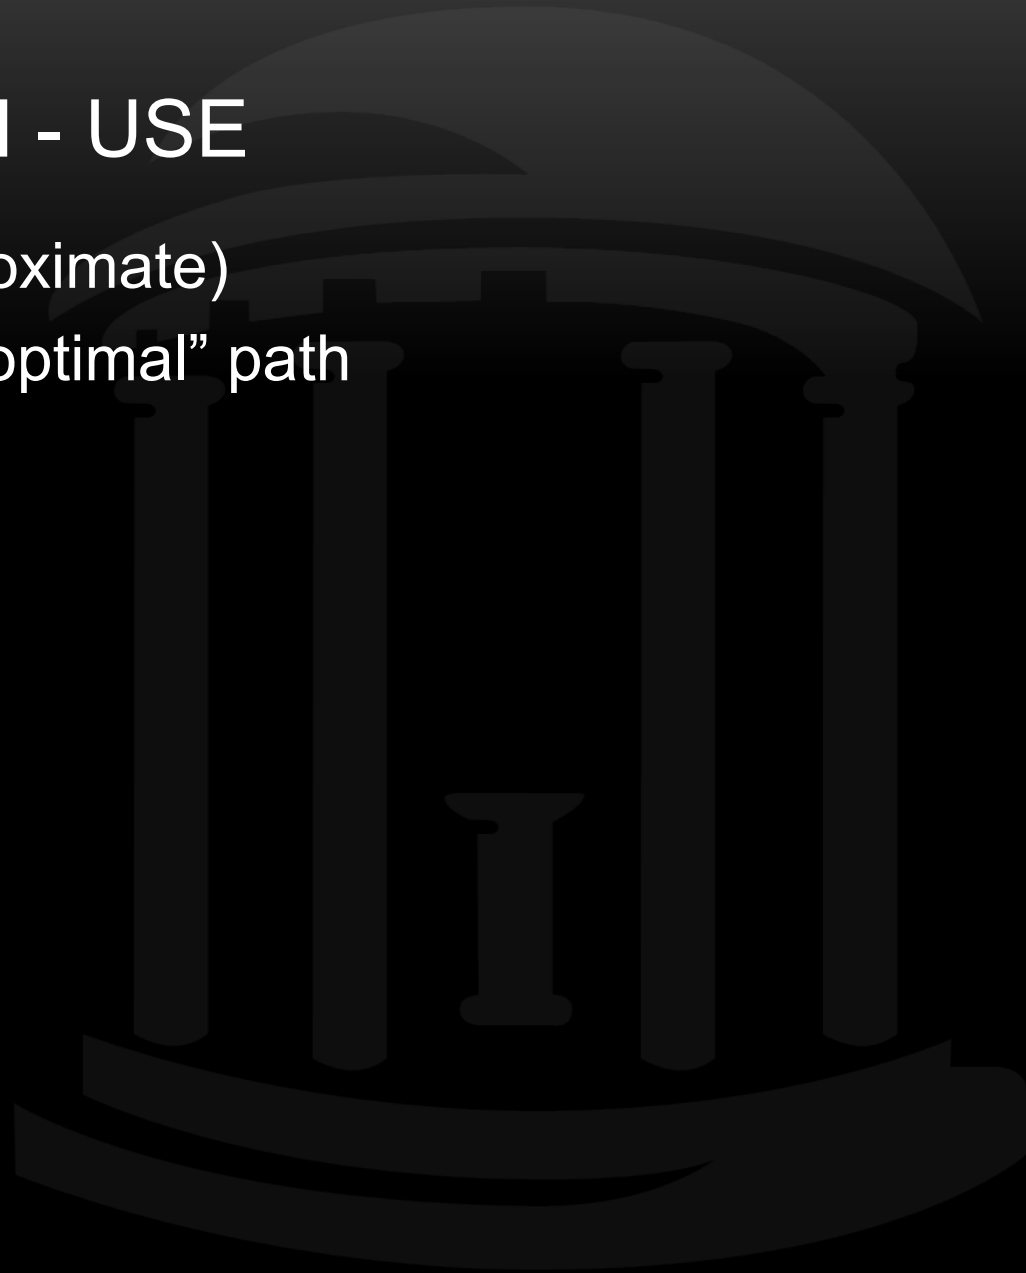 - USE
oximate)
optimal” path